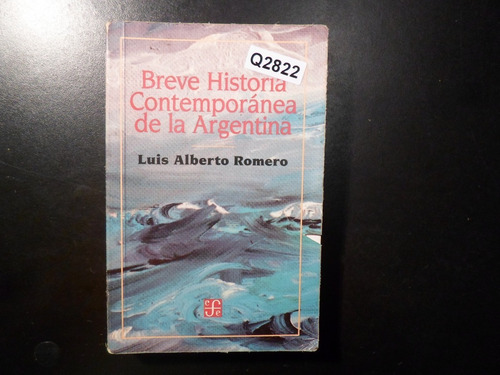 Q2822
Breve Historia
Contemporánea
de la Argentina
Luis Alberto Romero